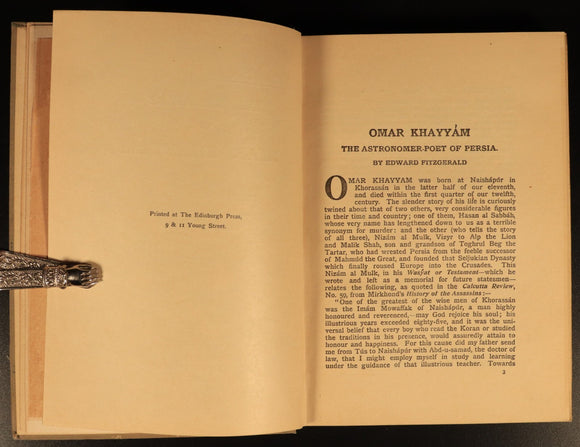 Printed at The Edinburgh Press,
9 & 11 Young Street.
OMAR KHAYYÁM
THE ASTRONOMER-POET OF PERSIA.
BY EDWARD FITZGERALD
OMAR KHAYYAM was born at Naishápúr in
Khorassán in the latter half of our eleventh,
and died within the first quarter of our twelfth,
century. The slender story of his life is curiously
twined about that of two others, very considerable figures
in their time and country; one of them, Hasan al Sabbáh,
whose very name has lengthened down to us as a terrible
synonym for murder: and the other (who tells the story
of all three), Nizám al Mulk, Vizyr to Alp the Lion
and Malik Shah, son and grandson of Toghrul Beg the
Tartar, who had wrested Persia from the feeble successor
of Mahmúd the Great, and founded that Seljukian Dynasty
which finally roused Europe into the Crusades. This
Nizám al Mulk, in his Wasŷat or Testament—which he
wrote and left as a memorial for future statesmen—
relates the following, as quoted in the Calcutta Review,
No. 59, from Mirkhond's History of the Assassins:—
"One of the greatest of the wise men of Khorassán
was the Imám Mowaffak of Naishápúr, a man highly
honoured and reverenced,—may God rejoice his soul; his
illustrious years exceeded eighty-five, and it was the
universal belief that every boy who read the Koran or studied
the traditions in his presence, would assuredly attain to
honour and happiness. For this cause did my father send
me from Tús to Naishápúr with Abd-u-samad, the doctor of
law, that I might employ myself in study and learning
under the guidance of that illustrious teacher. Towards